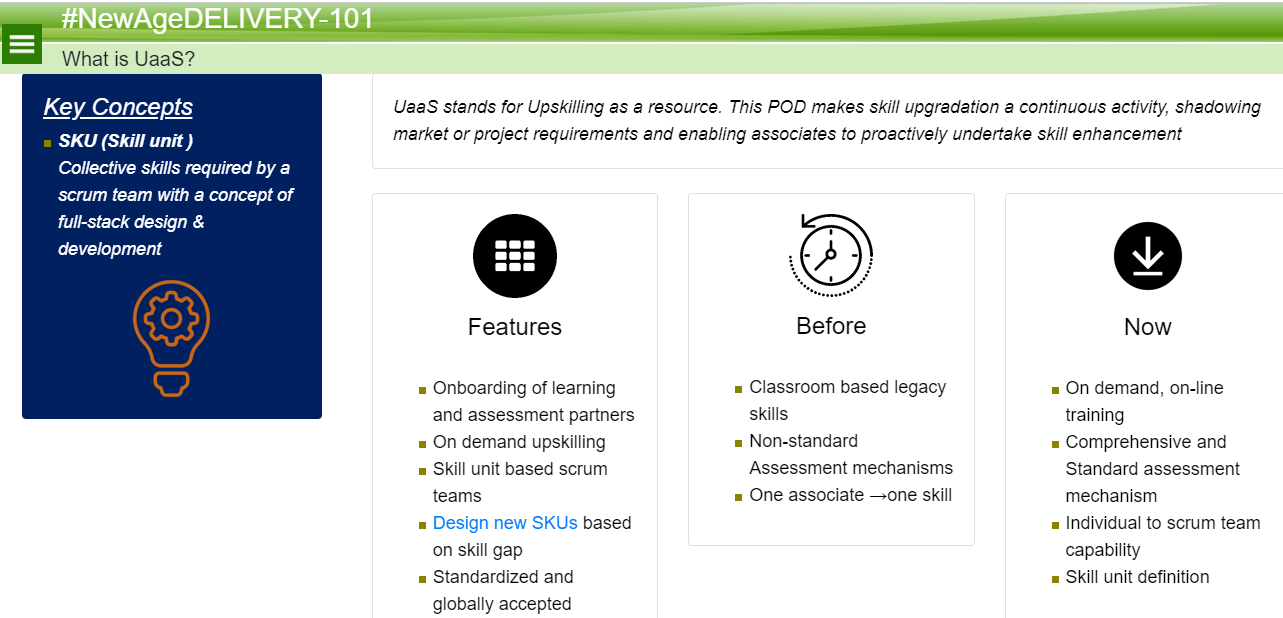 #NewAgeDELIVERY-101
What is UaaS?
Key Concepts
SKU (Skill unit )
Collective skills required by a
scrum team with a concept of
full-stack design &
development
UaaS stands for Upskilling as a resource. This POD makes skill upgradation a continuous activity, shadowing
market or project requirements and enabling associates to proactively undertake skill enhancement
Features
Onboarding of learning
and assessment partners
On demand upskilling
Skill unit based scrum
teams
Design new SKUs based
on skill gap
Standardized and
globally accepted
Before
Classroom based legacy
skills
Non-standard
Assessment mechanisms
One associate →one skill
Now
On demand, on-line
training
Comprehensive and
Standard assessment
mechanism
Individual to scrum team
capability
Skill unit definition